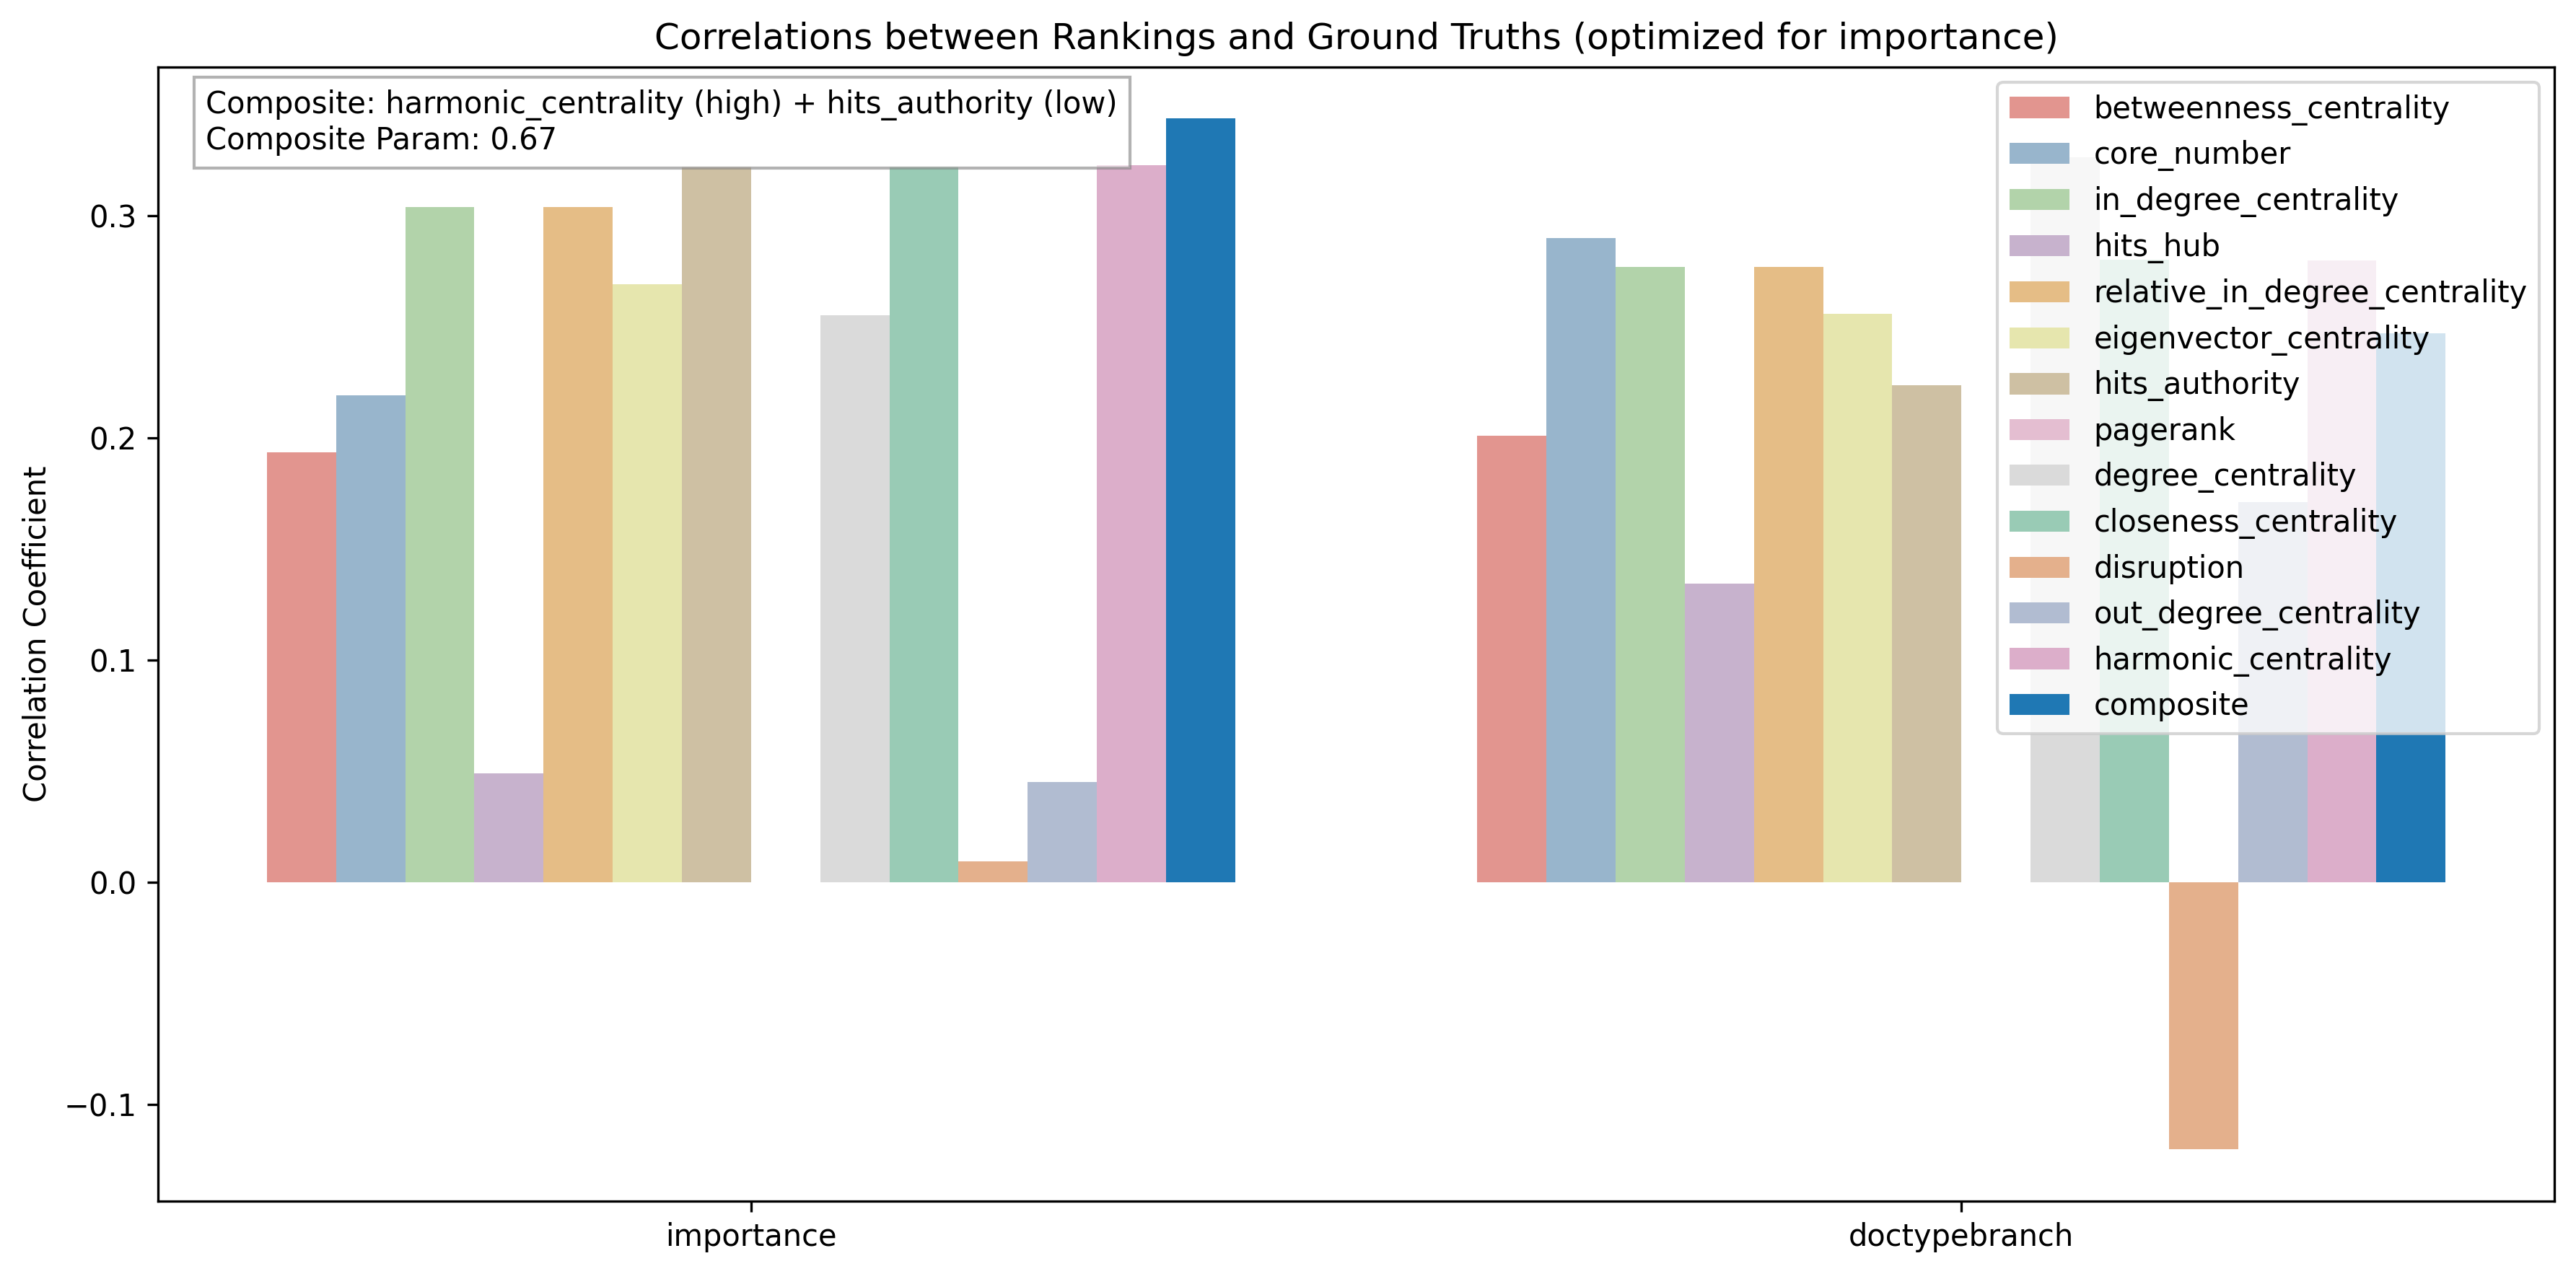 Correlations between Rankings and Ground Truths (optimized for importance)
Composite: harmonic_centrality (high) + hits_authority (low)
Composite Param: 0.67
betweenness_centrality
core_number
in_degree_centrality
hits_hub
relative_in_degree_centrality
eigenvector_centrality
hits_authority
pagerank
degree_centrality
closeness_centrality
disruption
out_degree_centrality
harmonic_centrality
composite
Correlation Coefficient
0.3
0.2
0.1
0.0
−0.1
importance
doctypebranch